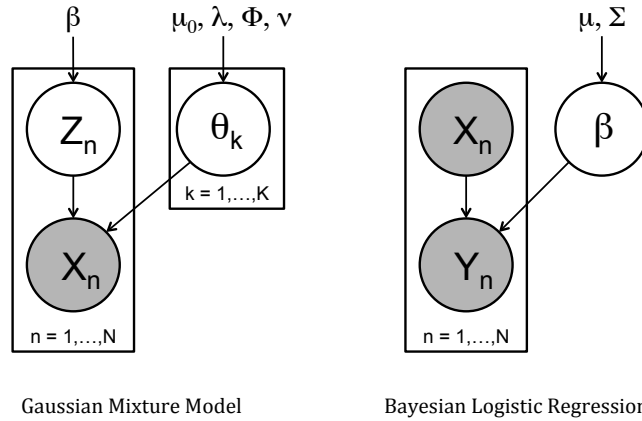 β
μ0, λ, Φ, ν
Zn
θk
k = 1,…,K
Xn
n = 1,…,N
Gaussian Mixture Model
μ, Σ
Xn
β
Yn
n = 1,…,N
Bayesian Logistic Regression